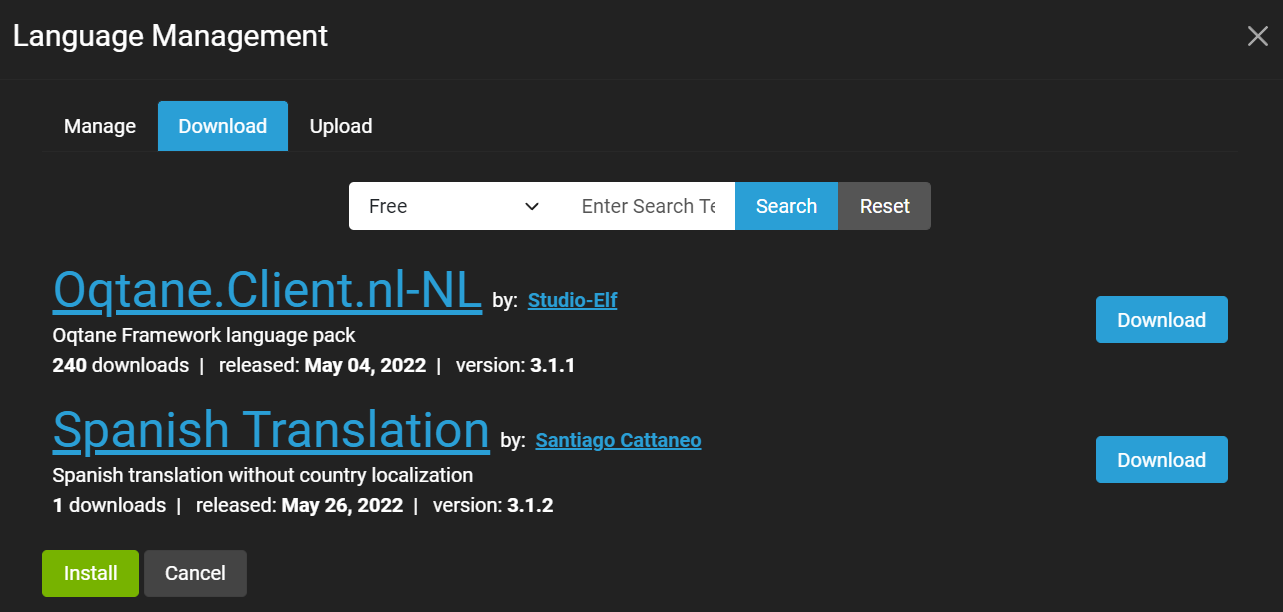 Language Management
Manage Download Upload
Free Enter Search Te Search Reset
Oqtane.Client.nl-NL by: Studio-Elf
Oqtane Framework language pack
Download
240 downloads | released: May 04, 2022 | version: 3.1.1
Spanish Translation by: Santiago Cattaneo
Spanish translation without country localization
Download
1 downloads | released: May 26, 2022 | version: 3.1.2
Install Cancel